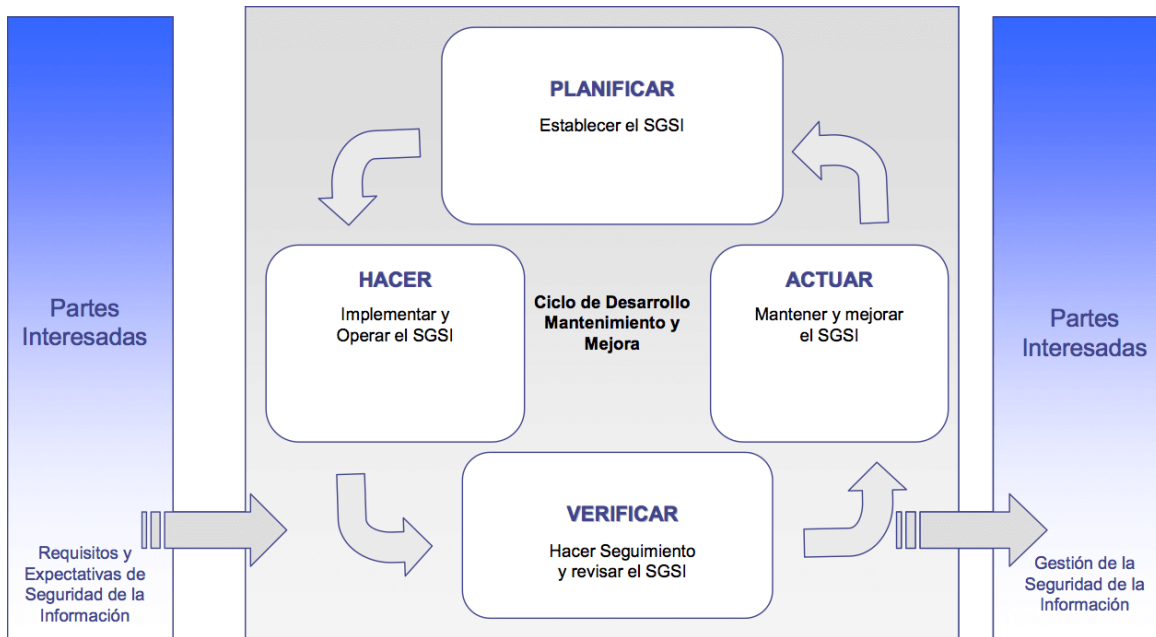 PLANIFICAR
Establecer el SGSI
Partes
Interesadas
HACER
Implementar y
Operar el SGSI
Ciclo de Desarrollo
Mantenimiento y
Mejora
ACTUAR
Mantener y mejorar
el SGSI
Partes
Interesadas
VERIFICAR
Hacer Seguimiento
y revisar el SGSI
Requisitos y
Expectativas de
Seguridad de la
Información
Gestión de la
Seguridad de la
Información